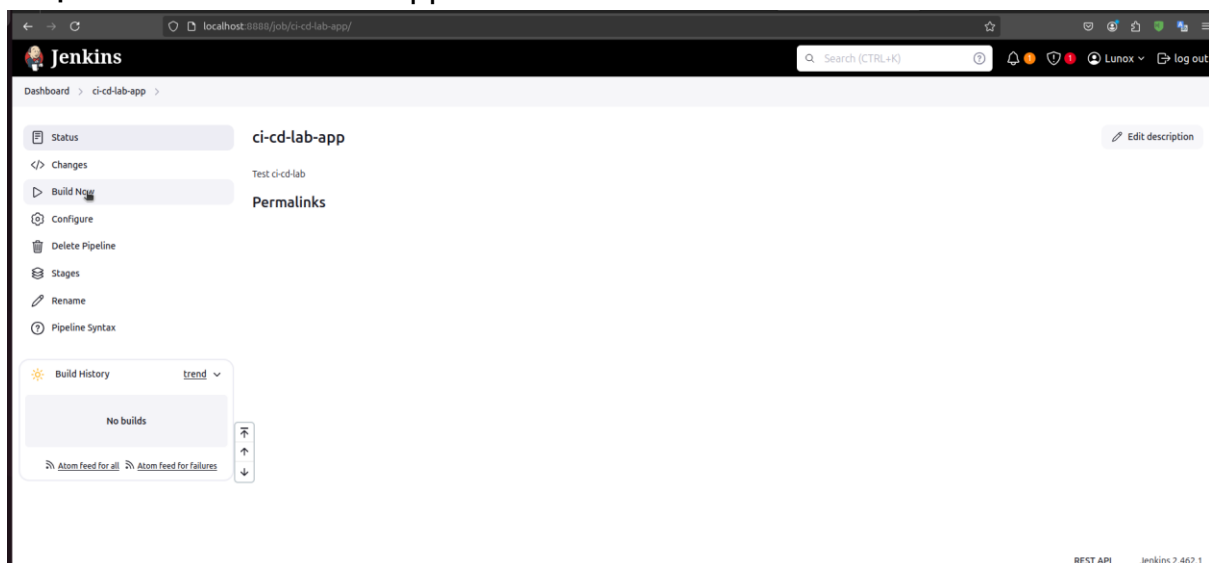 localhost:8888/job/ci-cd-lab-app/
Jenkins
Search (CTRL+K)
1
1
Lunox
log out
Dashboard > ci-cd-lab-app >
Status
Changes
Build Now
Configure
Delete Pipeline
Stages
Rename
Pipeline Syntax
Build History
trend
No builds
Atom feed for all
Atom feed for failures
ci-cd-lab-app
Edit description
Test ci-cd-lab
Permalinks
REST API
Jenkins 2.462.1